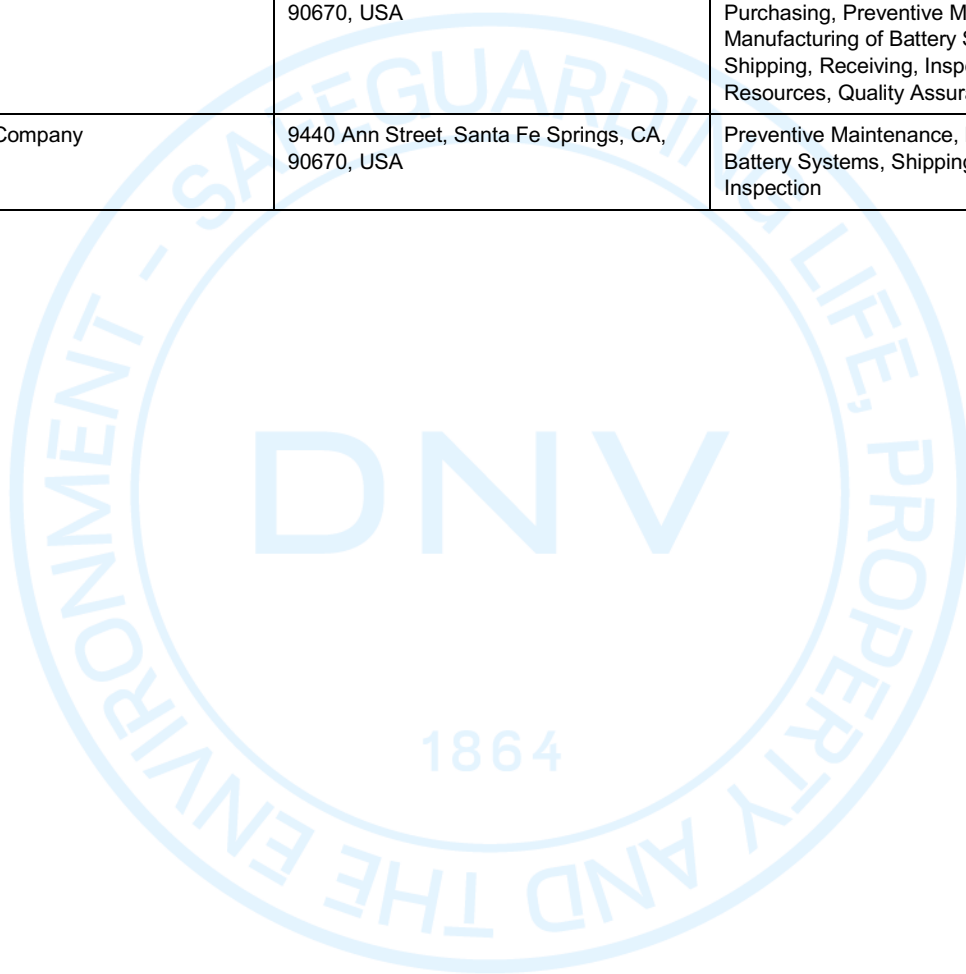 90670, USA
Purchasing, Preventive M
Manufacturing of Battery S
Shipping, Receiving, Insp
Resources, Quality Assur
Company
9440 Ann Street, Santa Fe Springs, CA,
90670, USA
Preventive Maintenance,
Battery Systems, Shipping
Inspection
SAFEGUARDING LIFE, PROPERTY AND THE ENVIRONMENT -
DNV
1864